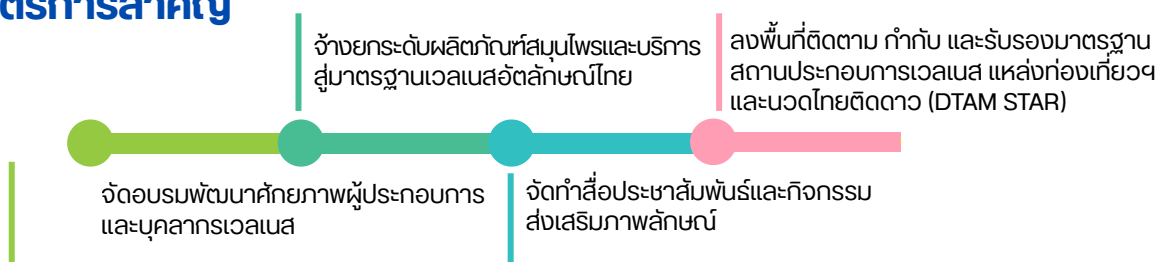 จ้างยกระดับผลิตภัณฑ์สมุนไพรและบริการ
สู่มาตรฐานเวลเนสอัตลักษณ์ไทย
ลงพื้นที่ติดตาม กำกับ และรับรองมาตรฐาน
สถานประกอบการเวลเนส แหล่งท่องเที่ยวฯ
และนวดไทยติดดาว (DTAM STAR)
จัดอบรมพัฒนาศักยภาพผู้ประกอบการ
และบุคลากรเวลเนส
จัดทำสื่อประชาสัมพันธ์และกิจกรรม
ส่งเสริมภาพลักษณ์